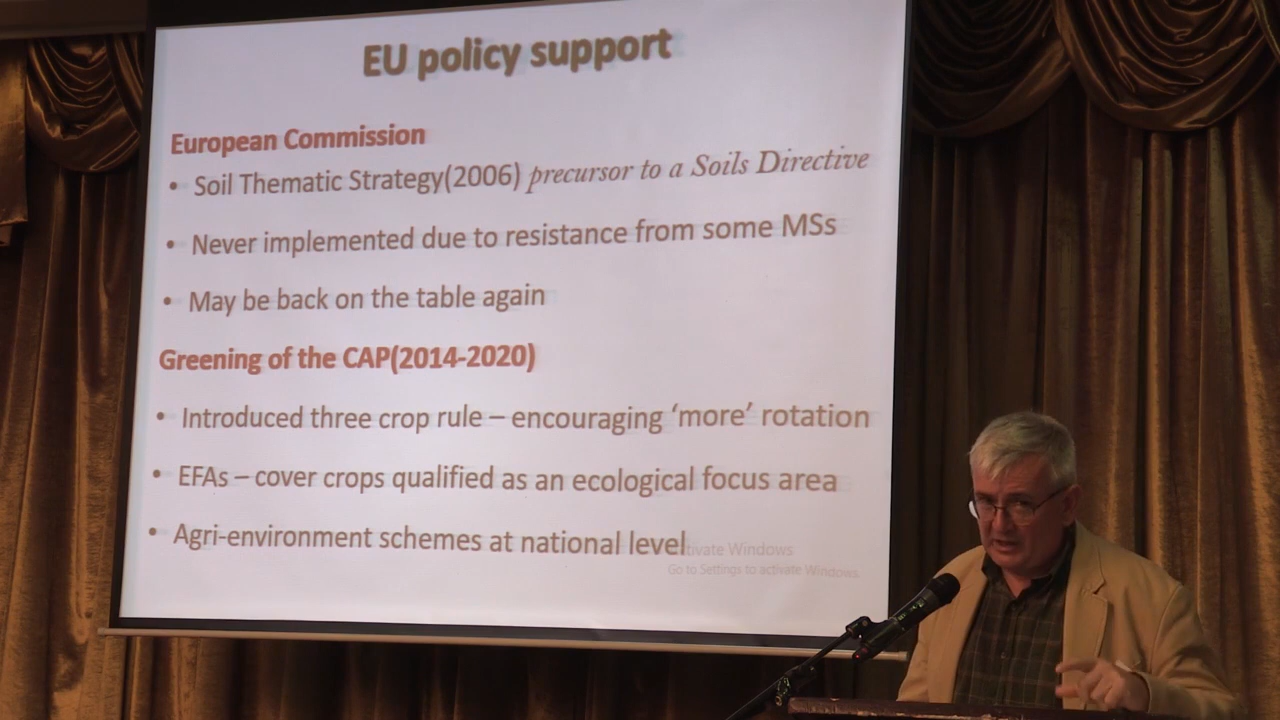 EU policy support
European Commission
• Soil Thematic Strategy(2006) precursor to a Soils Directive
• Never implemented due to resistance from some MSs
• May be back on the table again
Greening of the CAP(2014-2020)
• Introduced three crop rule – encouraging ‘more’ rotation
• EFAs – cover crops qualified as an ecological focus area
• Agri-environment schemes at national level
tivate Windows
Go to Settings to activate Windows.